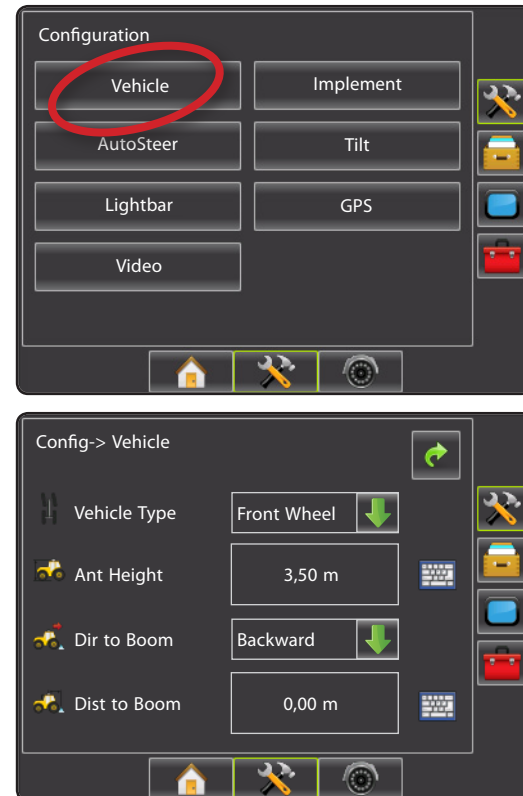 Configuration
Vehicle Implement
AutoSteer Tilt
Lightbar GPS
Video
Config-> Vehicle
Vehicle Type Front Wheel
Ant Height 3,50 m
Dir to Boom Backward
Dist to Boom 0,00 m